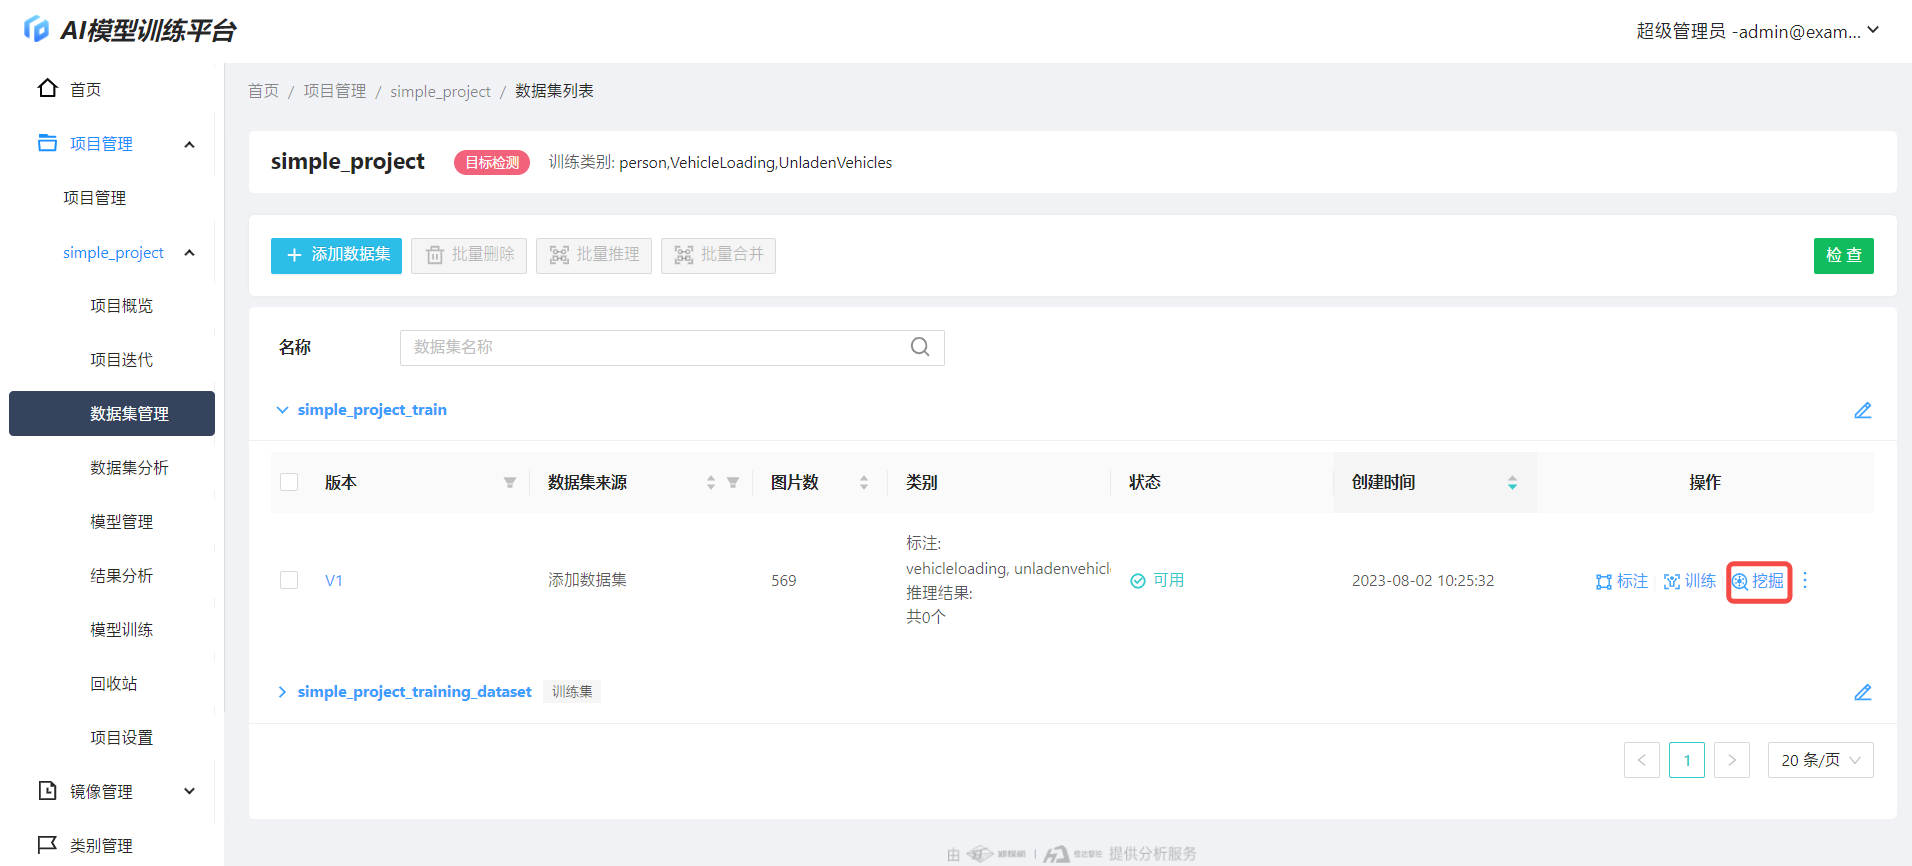 AI模型训练平台
超级管理员 -admin@exam...
首页
项目管理
项目管理
simple_project
项目概览
项目迭代
数据集管理
数据集分析
模型管理
结果分析
模型训练
回收站
项目设置
镜像管理
类别管理
首页 / 项目管理 / simple_project / 数据集列表
simple_project 目标检测 训练类别: person,VehicleLoading,UnladenVehicles
添加数据集 批量删除 批量推理 批量合并 检 查
名称 数据集名称
simple_project_train
版本 数据集来源 图片数 类别 状态 创建时间 操作
标注:
vehicleloading, unladenvehicl
推理结果:
共0个
V1 添加数据集 569 可用 2023-08-02 10:25:32 标注 训练 挖掘
simple_project_training_dataset 训练集
1 20 条/页
由 提供分析服务